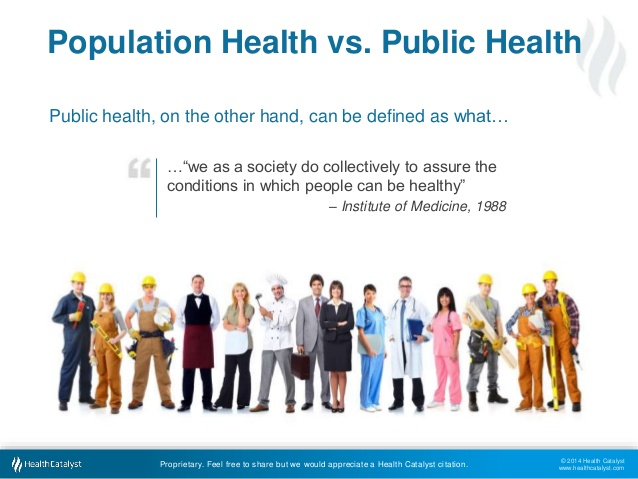 Population Health vs. Public Health
Public health, on the other hand, can be defined as what…
…“we as a society do collectively to assure the
conditions in which people can be healthy”
– Institute of Medicine, 1988
HealthCatalyst
Proprietary. Feel free to share but we would appreciate a Health Catalyst citation.
© 2014 Health Catalyst
www.healthcatalyst.com